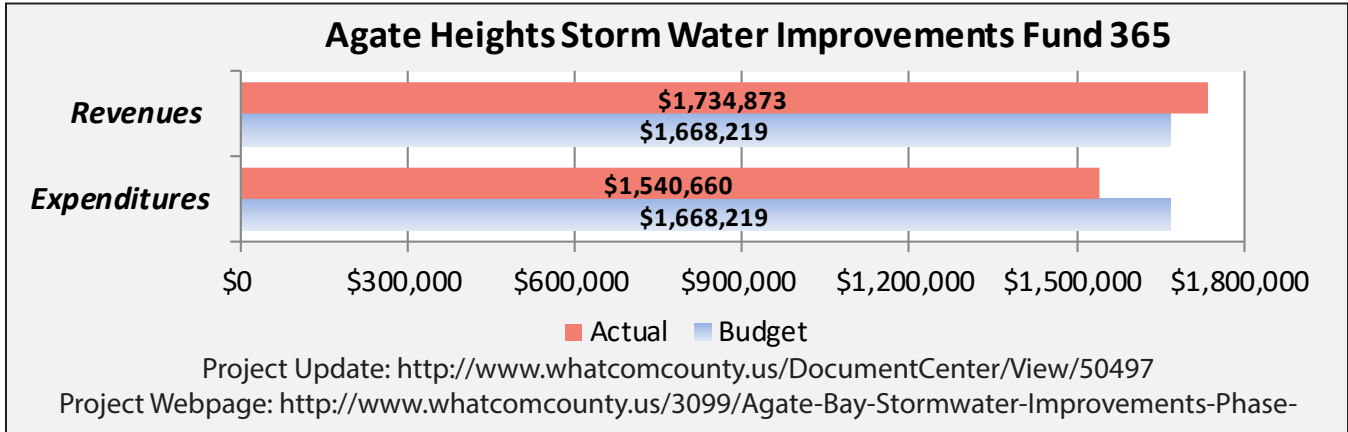 Agate Heights Storm Water Improvements Fund 365
Revenues
$1,734,873
$1,668,219
Expenditures
$1,540,660
$1,668,219
$0 $300,000 $600,000 $900,000 $1,200,000 $1,500,000 $1,800,000
Actual Budget
Project Update: http://www.whatcomcounty.us/DocumentCenter/View/50497
Project Webpage: http://www.whatcomcounty.us/3099/Agate-Bay-Stormwater-Improvements-Phase-